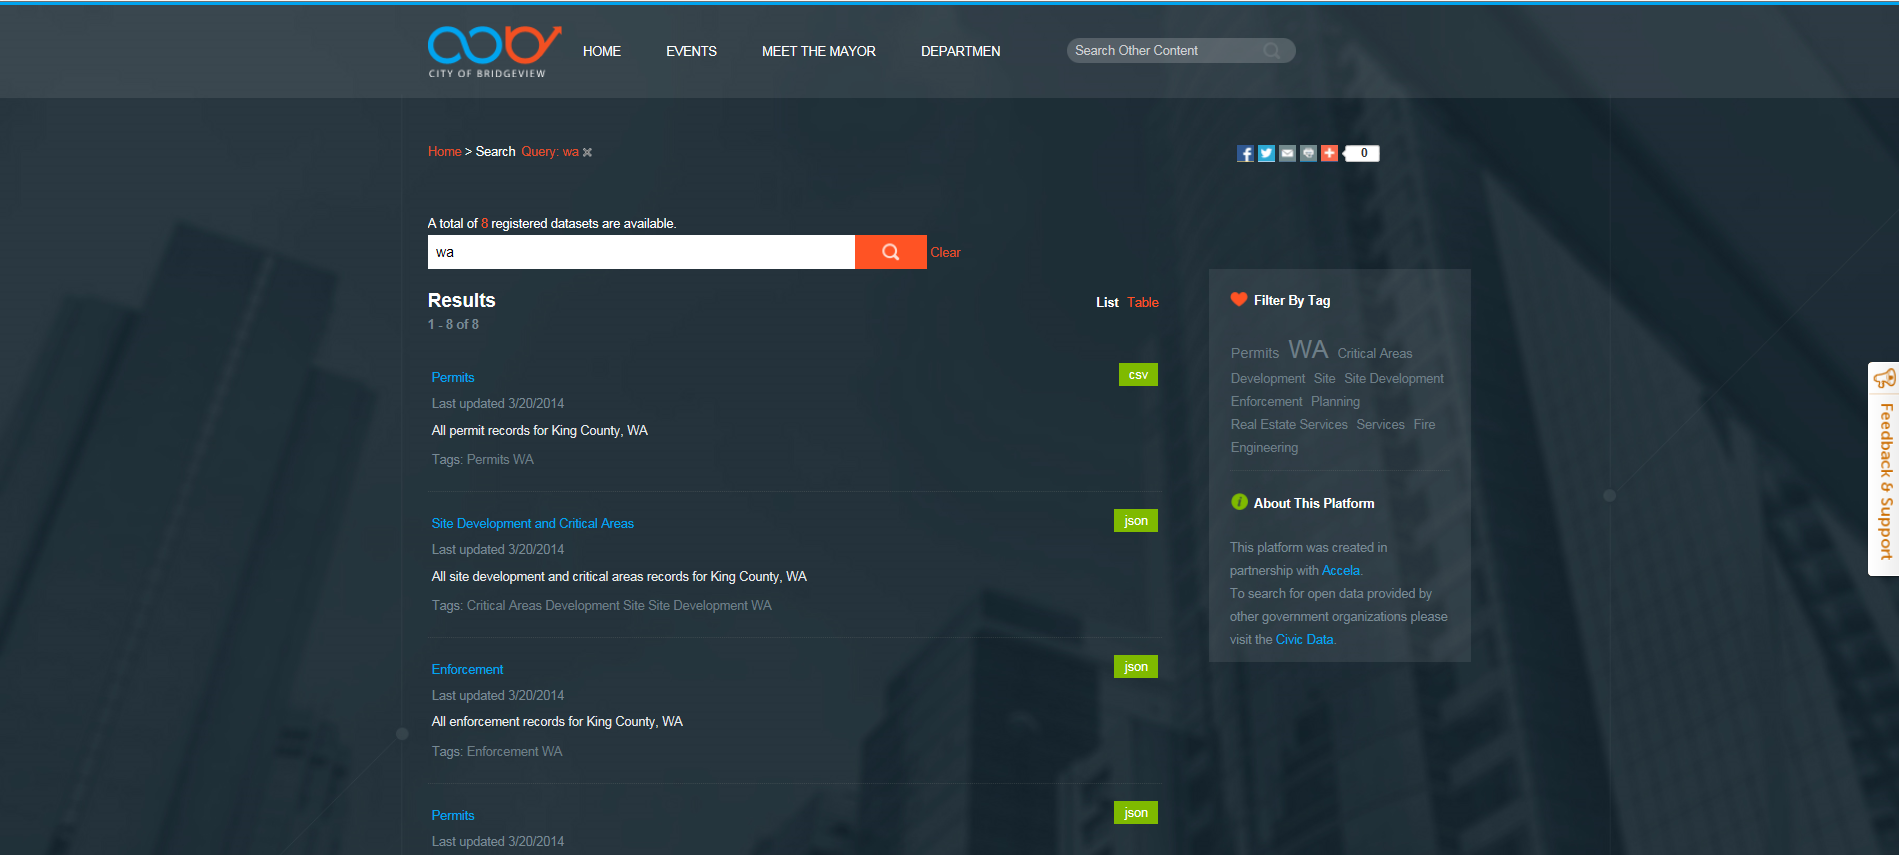 CITY OF BRIDGEVIEW
HOME EVENTS MEET THE MAYOR DEPARTMEN
Search Other Content
Home > Search Query: wa
0
A total of 8 registered datasets are available.
wa
Clear
Results
List Table
1 - 8 of 8
Permits
csv
Last updated 3/20/2014
All permit records for King County, WA
Tags: Permits WA
Site Development and Critical Areas
json
Last updated 3/20/2014
All site development and critical areas records for King County, WA
Tags: Critical Areas Development Site Site Development WA
Enforcement
json
Last updated 3/20/2014
All enforcement records for King County, WA
Tags: Enforcement WA
Permits
json
Last updated 3/20/2014
Filter By Tag
Permits WA Critical Areas
Development Site Site Development
Enforcement Planning
Real Estate Services Services Fire
Engineering
About This Platform
This platform was created in
partnership with Accela.
To search for open data provided by
other government organizations please
visit the Civic Data.
Feedback & Support